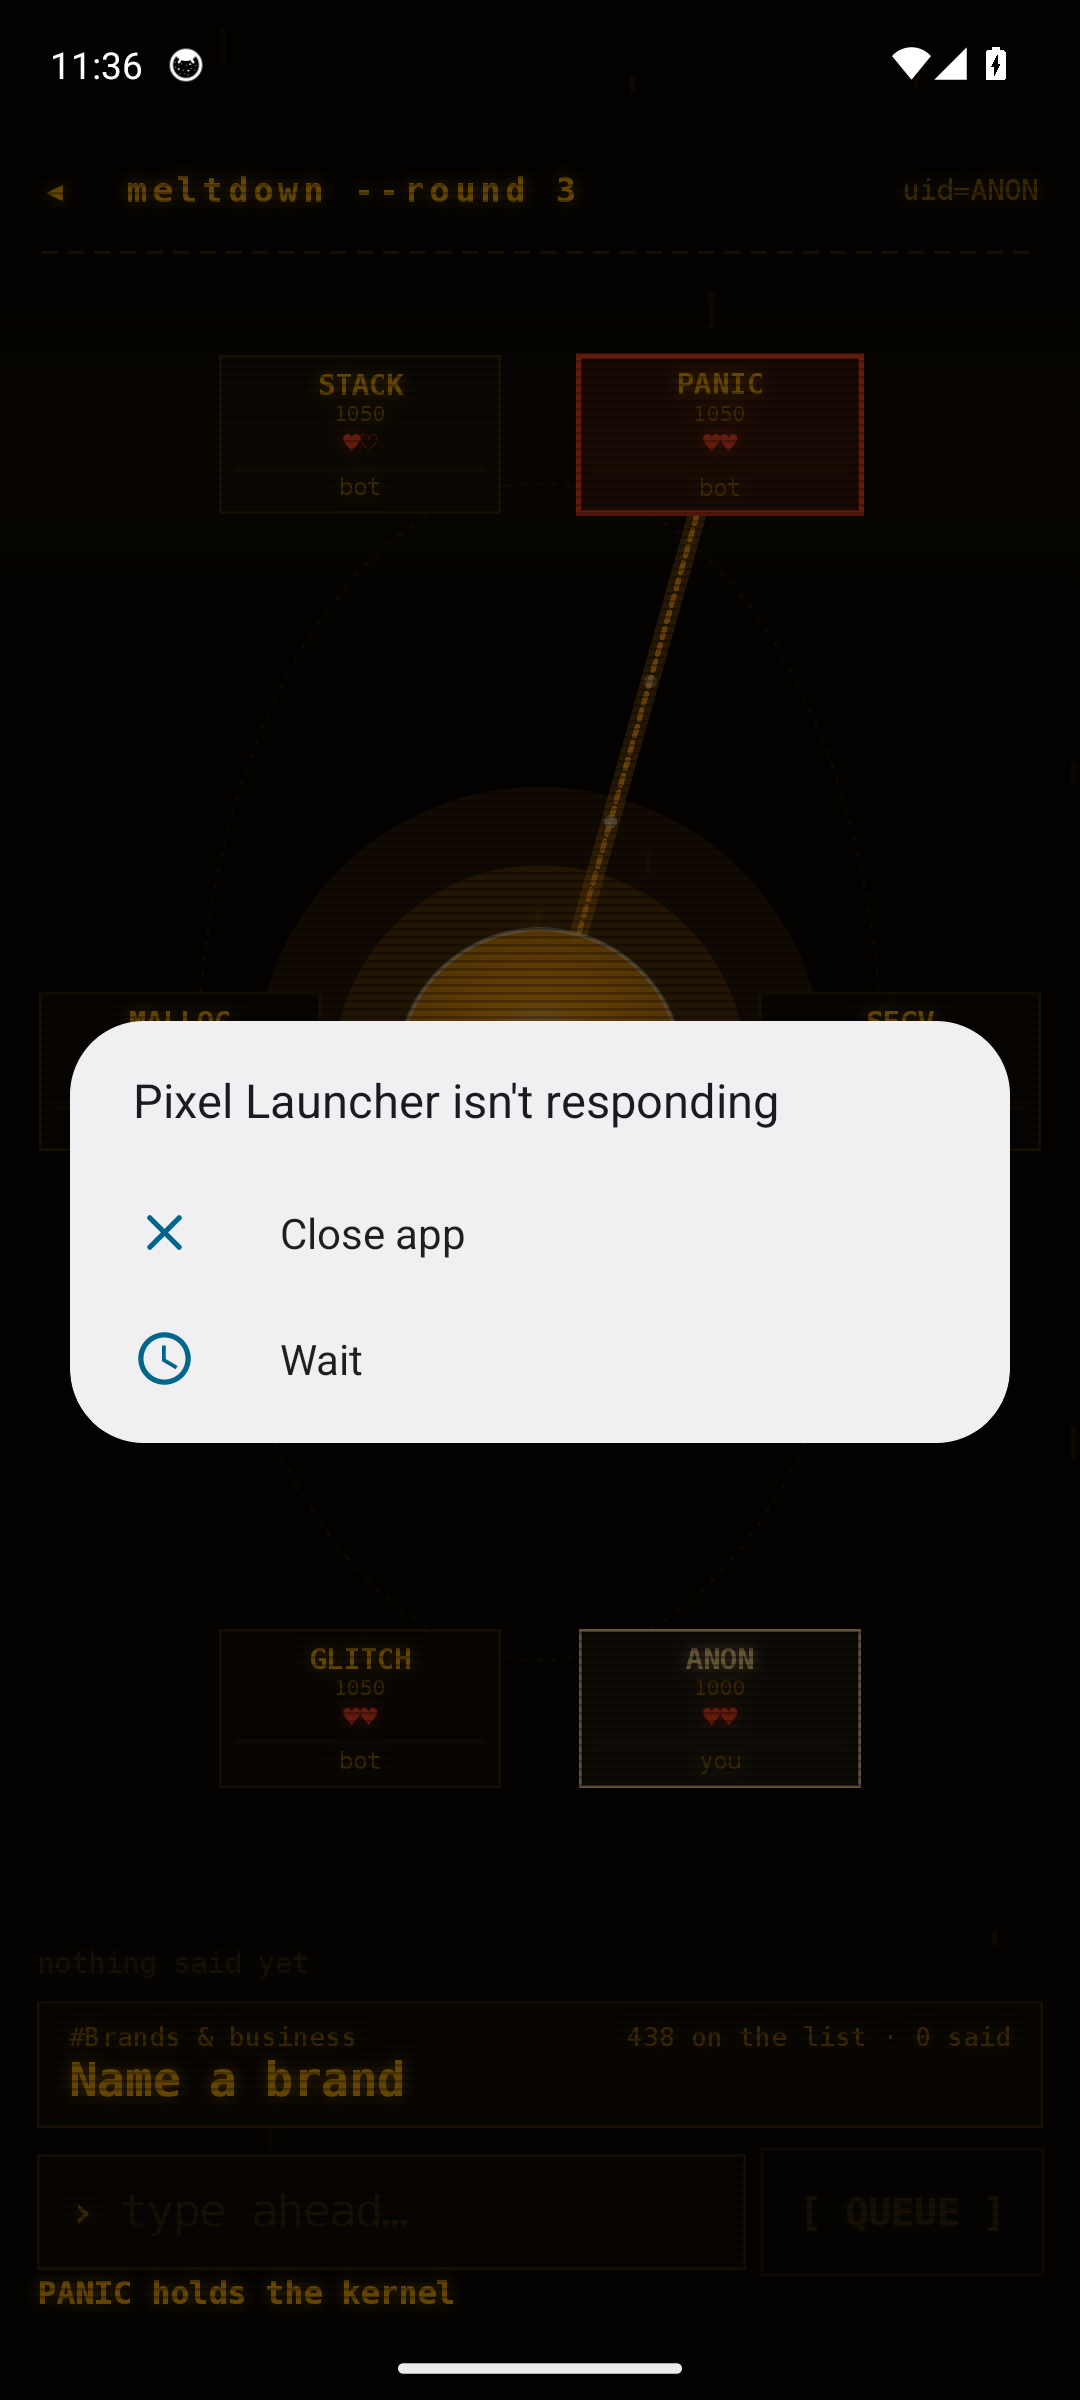 11:36
◂ meltdown --round 3 uid=ANON
STACK
1050
♥♡
bot
PANIC
1050
♥♥
bot
MALLOC
SEGV
Pixel Launcher isn't responding
Close app
Wait
GLITCH
1050
♥♥
bot
ANON
1000
♥♥
you
nothing said yet
#Brands & business 438 on the list · 0 said
Name a brand
› type ahead… [ QUEUE ]
PANIC holds the kernel